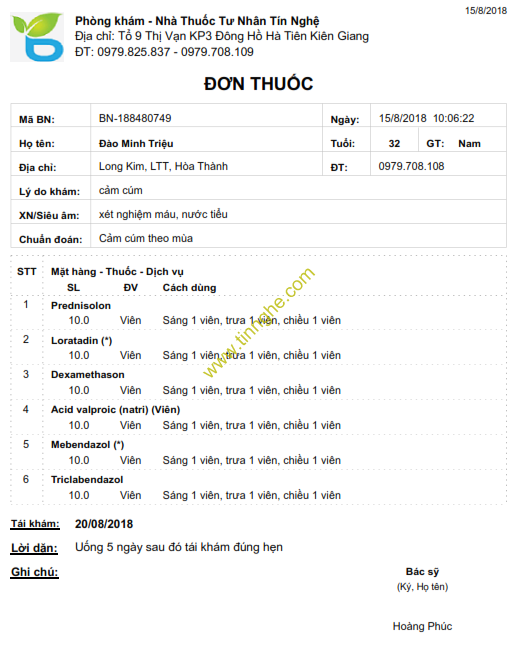 15/8/2018
Phòng khám - Nhà Thuốc Tư Nhân Tín Nghệ
Địa chỉ: Tổ 9 Thị Vạn KP3 Đông Hồ Hà Tiên Kiên Giang
ĐT: 0979.825.837 - 0979.708.109
ĐƠN THUỐC
Mã BN: BN-188480749 Ngày: 15/8/2018 10:06:22
Họ tên: Đào Minh Triệu Tuổi: 32 GT: Nam
Địa chỉ: Long Kim, LTT, Hòa Thành ĐT: 0979.708.108
Lý do khám: cảm cúm
XN/Siêu âm: xét nghiệm máu, nước tiểu
Chuẩn đoán: Cảm cúm theo mùa
STT Mặt hàng - Thuốc - Dịch vụ
SL ĐV Cách dùng
1 Prednisolon
10.0 Viên Sáng 1 viên, trưa 1 viên, chiều 1 viên
2 Loratadin (*)
10.0 Viên Sáng 1 viên, trưa 1 viên, chiều 1 viên
3 Dexamethason
10.0 Viên Sáng 1 viên, trưa 1 viên, chiều 1 viên
4 Acid valproic (natri) (Viên)
10.0 Viên Sáng 1 viên, trưa 1 viên, chiều 1 viên
5 Mebendazol (*)
10.0 Viên Sáng 1 viên, trưa 1 viên, chiều 1 viên
6 Triclabendazol
10.0 Viên Sáng 1 viên, trưa 1 viên, chiều 1 viên
www.tinnghe.com
Tái khám: 20/08/2018
Lời dặn: Uống 5 ngày sau đó tái khám đúng hẹn
Ghi chú: Bác sỹ
(Ký, Họ tên)
Hoàng Phúc